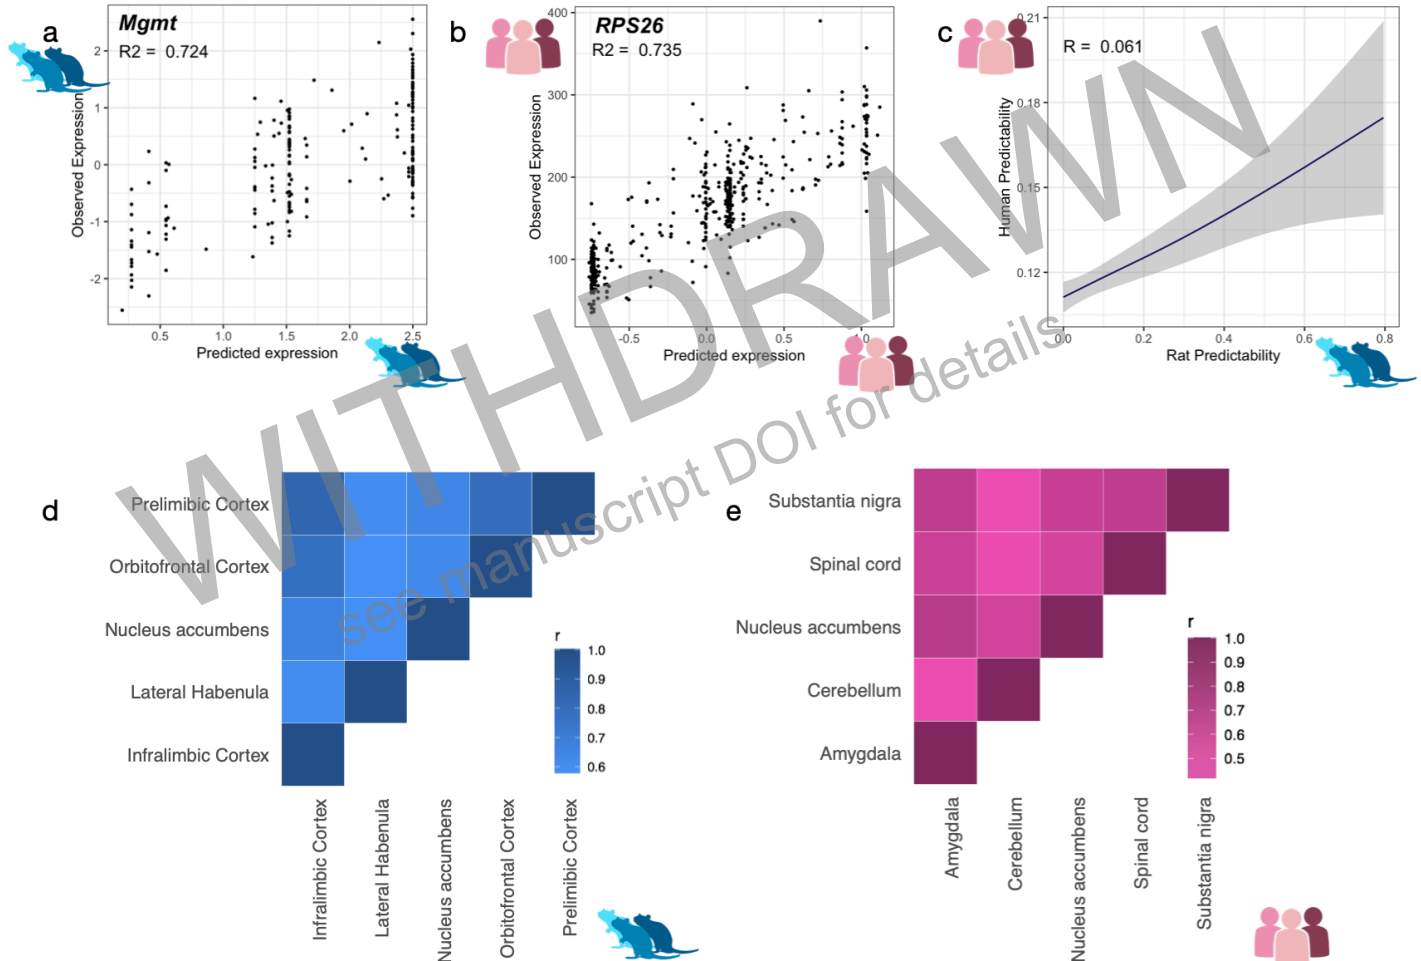 a
Mgmt
R2 = 0.724
2
1
0
-1
-2
Observed Expression
0.5
1.0
1.5
2.0
2.5
Predicted expression
b
RPS26
R2 = 0.735
400
300
200
100
Observed Expression
-0.5
0.0
0.5
1.0
Predicted expression
c
R = 0.061
0.21
0.18
0.15
0.12
Human Predictability
0.0
0.2
0.4
0.6
0.8
Rat Predictability
WITHDRAWN
see manuscript DOI for details
d
Prelimibic Cortex
Orbitofrontal Cortex
Nucleus accumbens
Lateral Habenula
Infralimbic Cortex
r
1.0
0.9
0.8
0.7
0.6
Infralimbic Cortex
Lateral Habenula
Nucleus accumbens
Orbitofrontal Cortex
Prelimibic Cortex
e
Substantia nigra
Spinal cord
Nucleus accumbens
Cerebellum
Amygdala
r
1.0
0.9
0.8
0.7
0.6
0.5
Amygdala
Cerebellum
Nucleus accumbens
Spinal cord
Substantia nigra